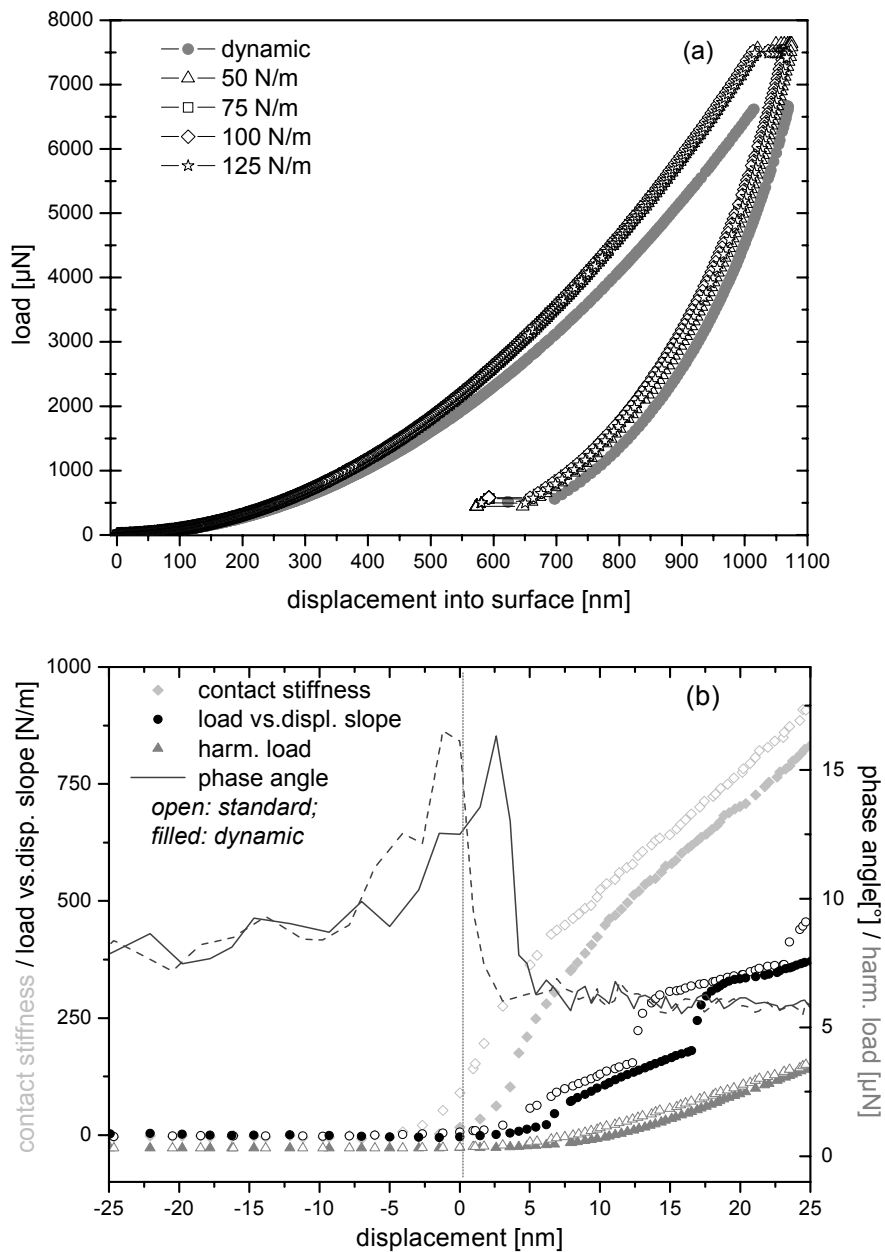 8000
7000
6000
5000
4000
3000
2000
1000
0
load [µN]
(a)
dynamic
50 N/m
75 N/m
100 N/m
125 N/m
0 100 200 300 400 500 600 700 800 900 1000 1100
displacement into surface [nm]
1000
750
500
250
0
contact stiffness / load vs.disp. slope [N/m]
(b)
contact stiffness
load vs.displ. slope
harm. load
phase angle
open: standard;
filled: dynamic
15
10
5
0
phase angle[°] / harm. load [µN]
-25 -20 -15 -10 -5 0 5 10 15 20 25
displacement [nm]